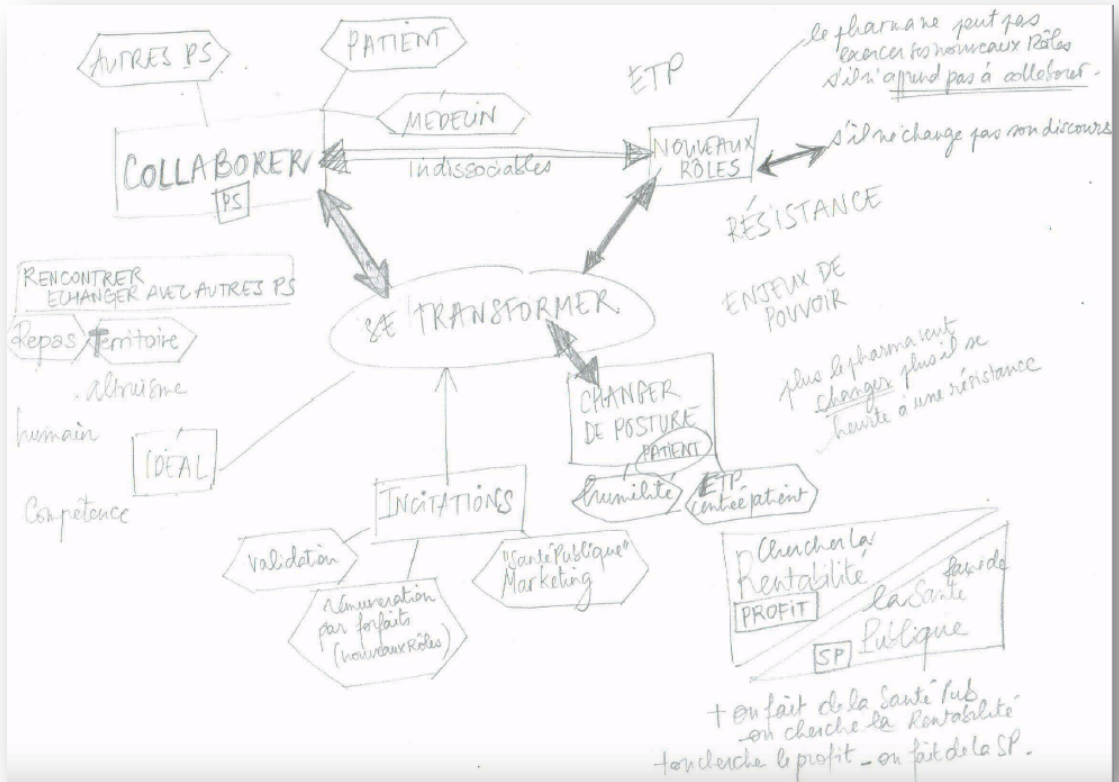 AUTRES PS
PATIENT
MEDECIN
ETP
le pharma ne peut pas
exercer ses nouveaux Rôles
s'il n'apprend pas à collaborer.
COLLABORER
PS
indissociables
NOUVEAUX
RÔLES
s'il ne change pas son discours
RÉSISTANCE
RENCONTRER
ECHANGER AVEC AUTRES PS
Repas
Territoire
altruisme
humain
IDÉAL
Compétence
SE TRANSFORMER
ENJEUX DE
POUVOIR
plus le pharma veut
changer plus il se
heurte à une résistance
CHANGER
DE POSTURE
PATIENT
humilité
ETP
centrée patient
INCITATIONS
validation
rémunération
par forfaits
(nouveaux Rôles)
"Santé Publique"
Marketing
Chercher la
Rentabilité
PROFIT
faire de
la Santé
Publique
SP
+ on fait de la Santé Pub
- on cherche la Rentabilité
+ on cherche le profit - on fait de la SP.